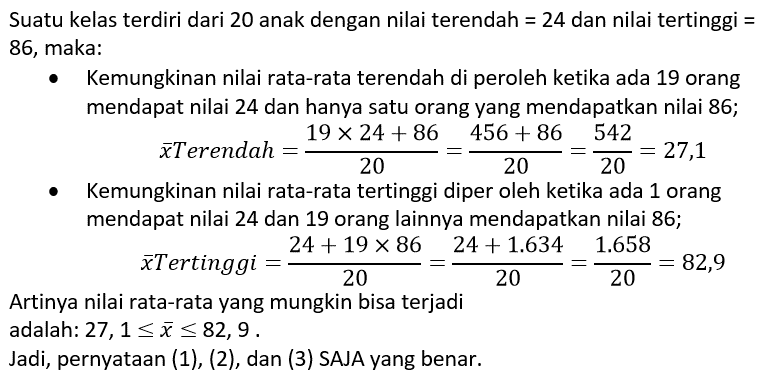 Suatu kelas terdiri dari 20 anak dengan nilai terendah = 24 dan nilai tertinggi =
86, maka:
• Kemungkinan nilai rata-rata terendah di peroleh ketika ada 19 orang
mendapat nilai 24 dan hanya satu orang yang mendapatkan nilai 86;
x̄Terendah = (19 × 24 + 86)/20 = (456 + 86)/20 = 542/20 = 27,1
• Kemungkinan nilai rata-rata tertinggi diper oleh ketika ada 1 orang
mendapat nilai 24 dan 19 orang lainnya mendapatkan nilai 86;
x̄Tertinggi = (24 + 19 × 86)/20 = (24 + 1.634)/20 = 1.658/20 = 82,9
Artinya nilai rata-rata yang mungkin bisa terjadi
adalah: 27, 1 ≤ x̄ ≤ 82, 9 .
Jadi, pernyataan (1), (2), dan (3) SAJA yang benar.